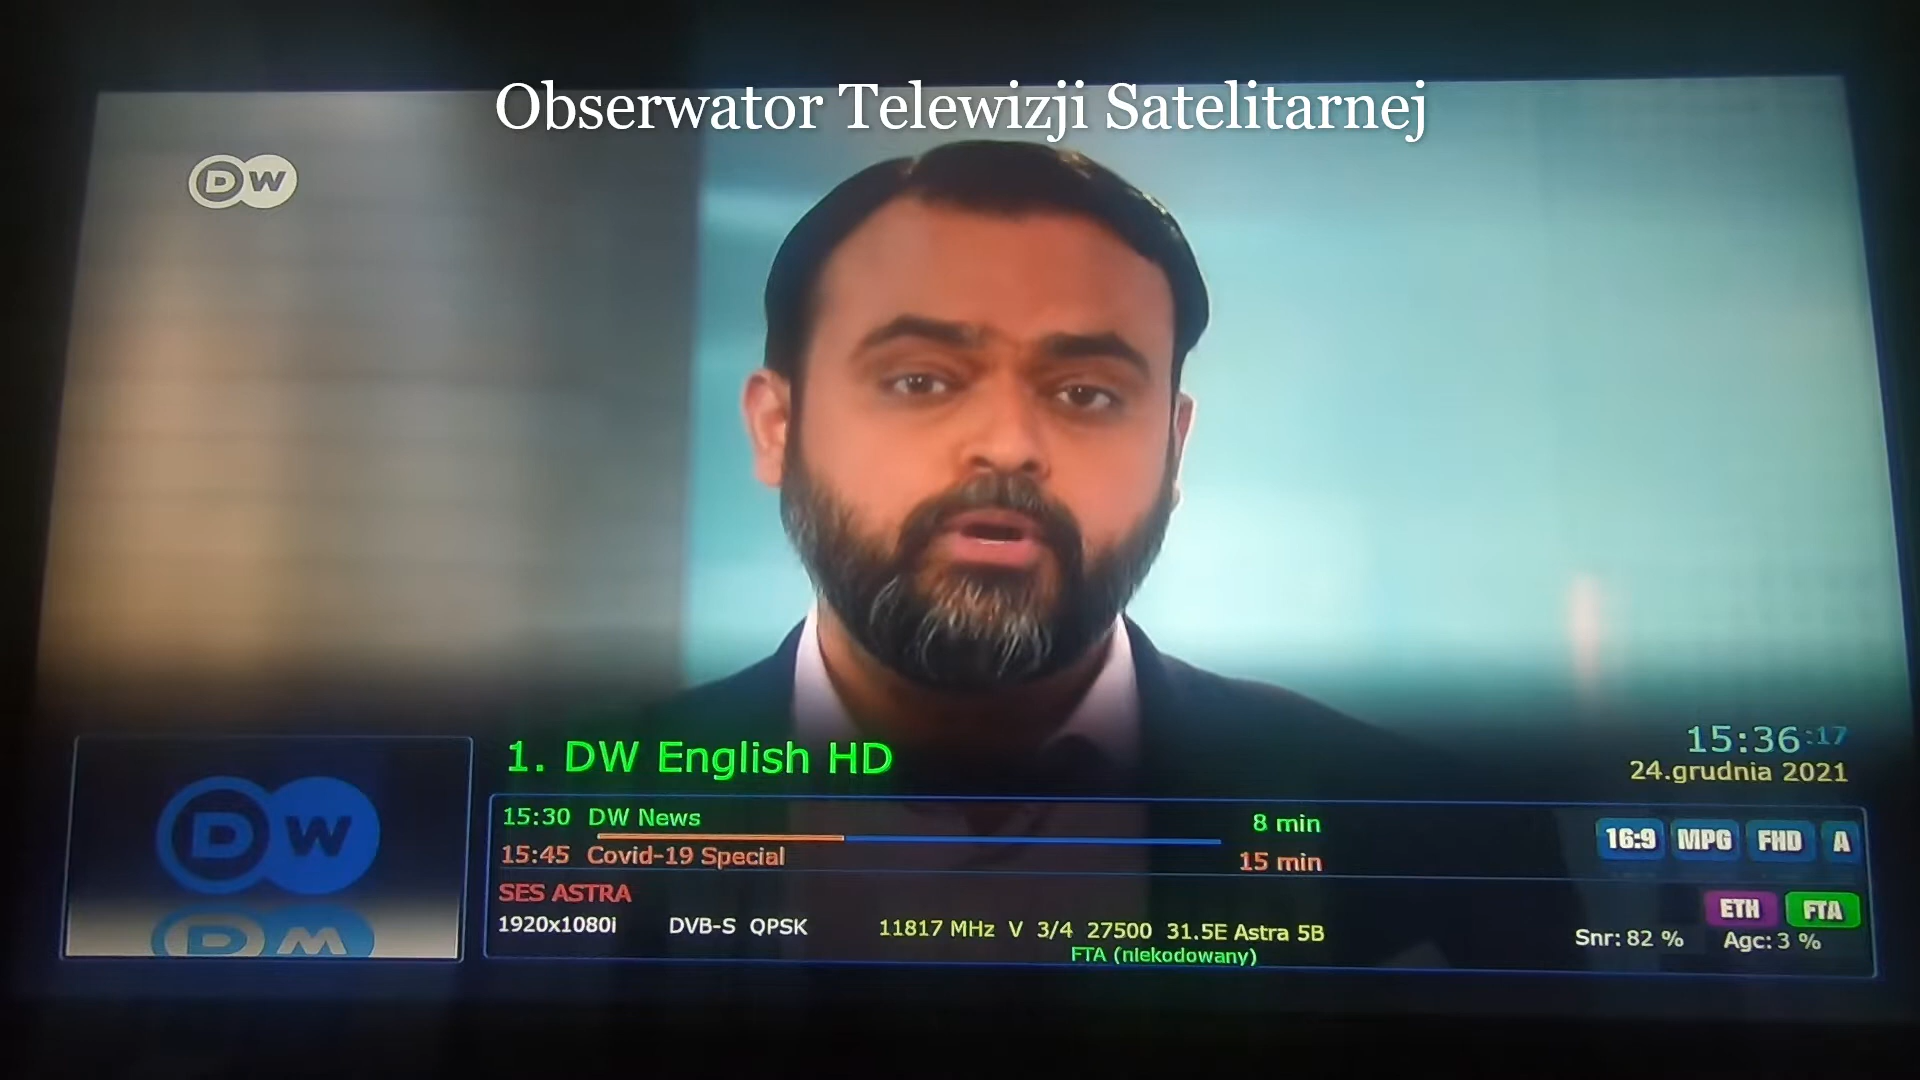 Obserwator Telewizji Satelitarnej
DW
1. DW English HD
15:36:17
24.grudnia 2021
DW
15:30 DW News 8 min
15:45 Covid-19 Special 15 min
16:9 MPG FHD A
SES ASTRA
ETH FTA
1920x1080i DVB-S QPSK 11817 MHz V 3/4 27500 31.5E Astra 5B
Snr: 82 % Agc: 3 %
FTA (niekodowany)